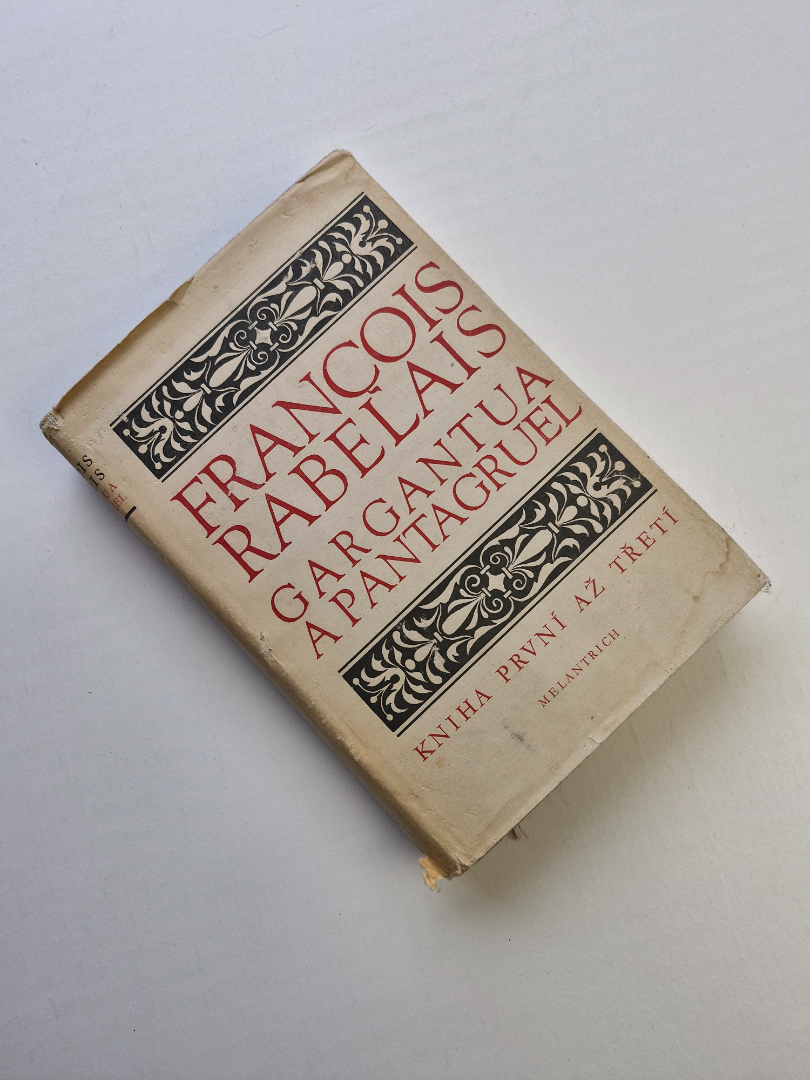 FRANÇOIS
RABELAIS
GARGANTUA
A PANTAGRUEL
KNIHA PRVNÍ AŽ TŘETÍ
MELANTRICH